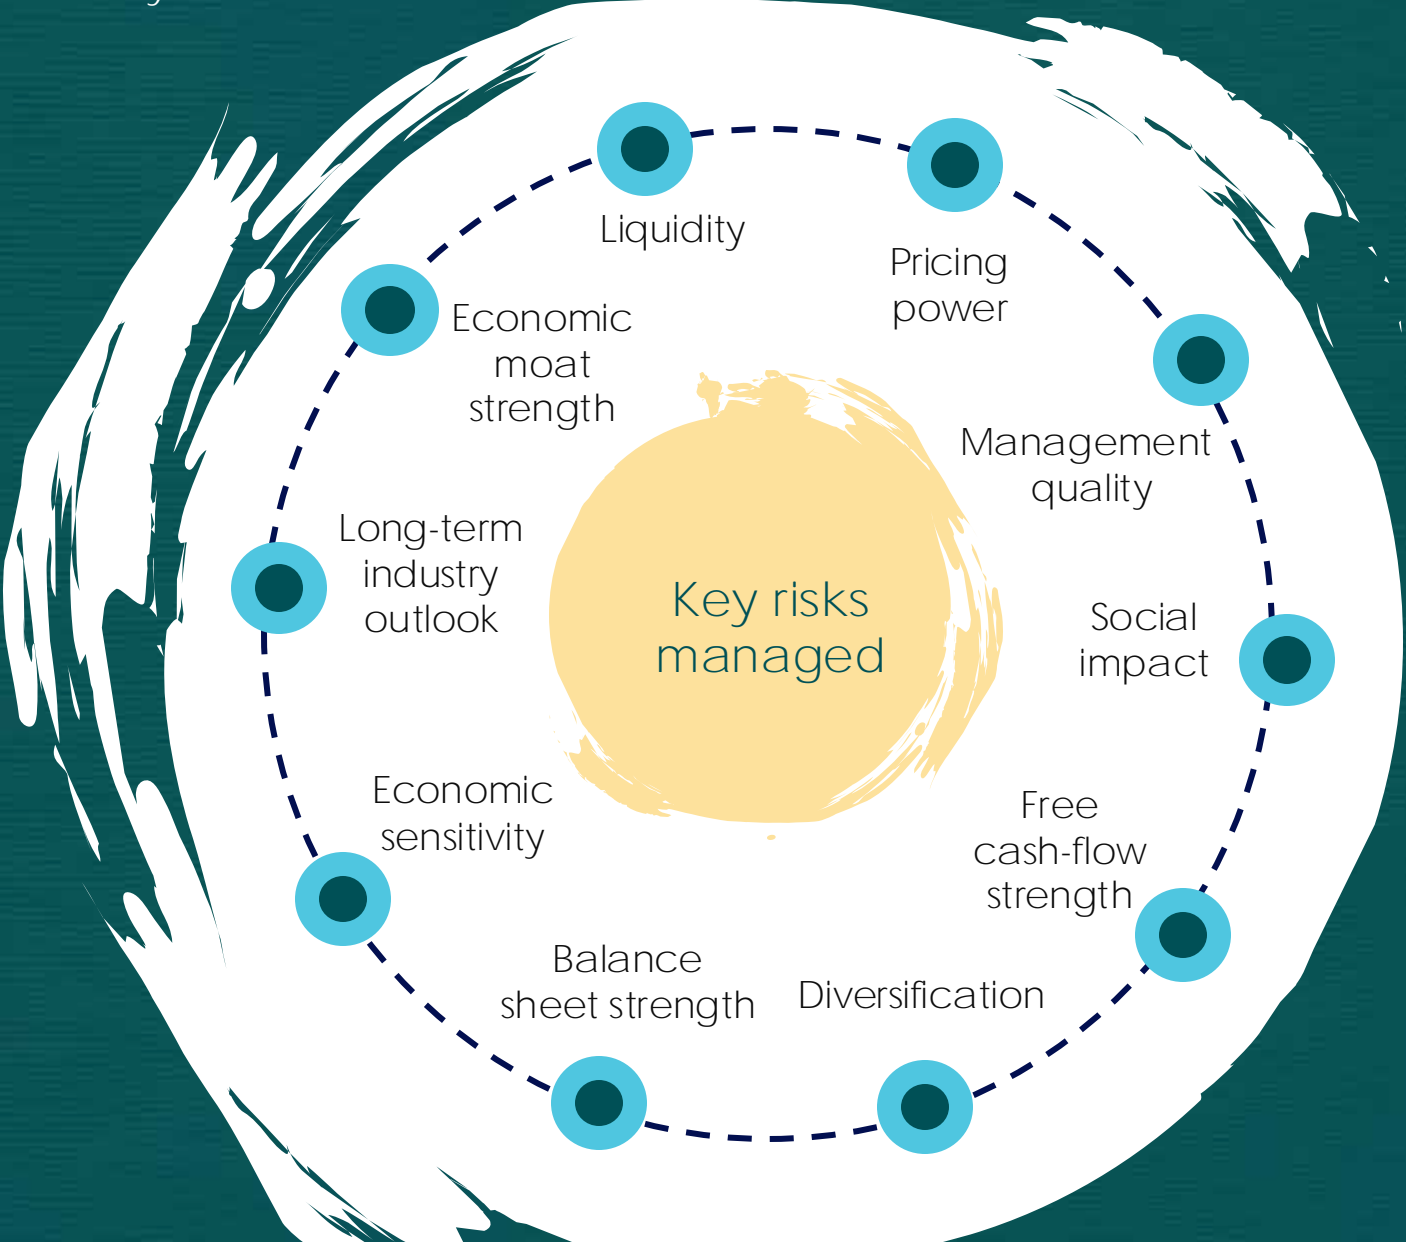 Liquidity
Pricing
power
Economic
moat
strength
Management
quality
Long-term
industry
outlook
Key risks
managed
Social
impact
Economic
sensitivity
Free
cash-flow
strength
Balance
sheet strength
Diversification